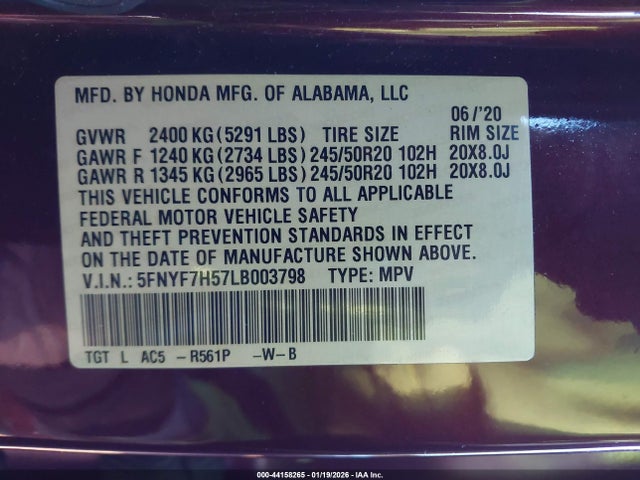 MFD. BY HONDA MFG. OF ALABAMA, LLC
06/'20
GVWR 2400 KG (5291 LBS) TIRE SIZE RIM SIZE
GAWR F 1240 KG (2734 LBS) 245/50R20 102H 20X8.0J
GAWR R 1345 KG (2965 LBS) 245/50R20 102H 20X8.0J
THIS VEHICLE CONFORMS TO ALL APPLICABLE
FEDERAL MOTOR VEHICLE SAFETY
AND THEFT PREVENTION STANDARDS IN EFFECT
ON THE DATE OF MANUFACTURE SHOWN ABOVE.
V.I.N.: 5FNYF7H57LB003798 TYPE: MPV
TGT L AC5 -R561P -W-B
000-44158265 - 01/19/2026 - IAA Inc.